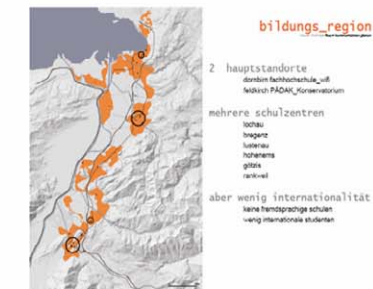 bildungs_region
2 hauptstandorte
dornbirn fachhochschule_wifi
feldkirch PÄDAK_Konservatorium
mehrere schulzentren
lochau
bregenz
lustenau
hohenems
götzis
rankweil
aber wenig internationalität
keine fremdsprachige schulen
wenig internationale studenten